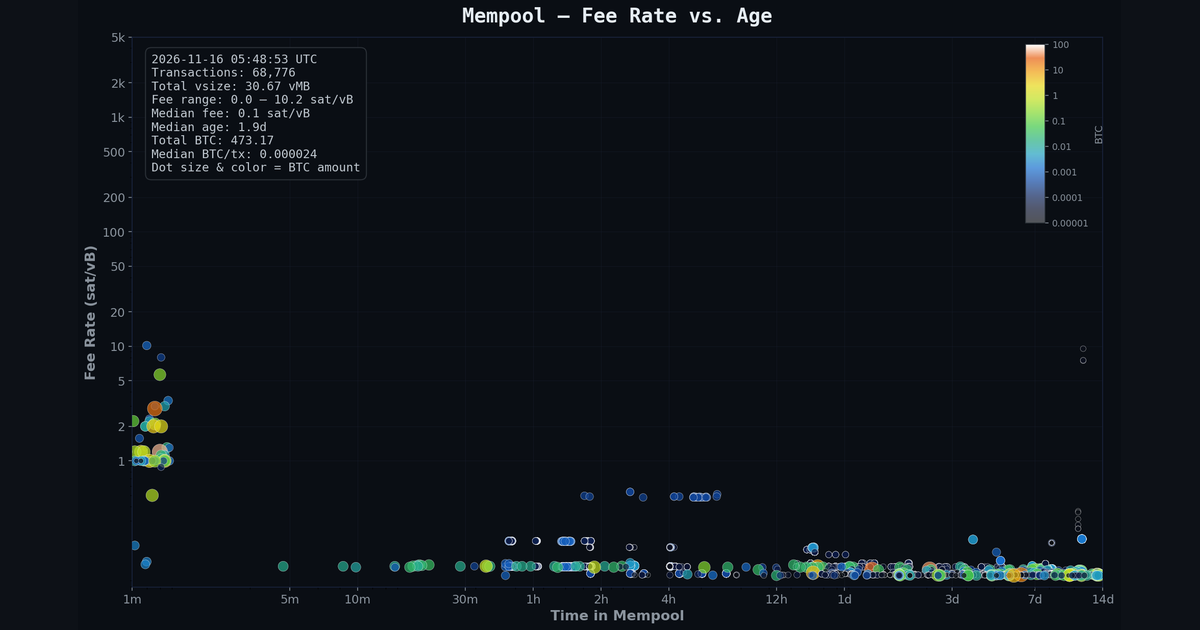 Mempool — Fee Rate vs. Age
2026-11-16 05:48:53 UTC
Transactions: 68,776
Total vsize: 30.67 vMB
Fee range: 0.0 – 10.2 sat/vB
Median fee: 0.1 sat/vB
Median age: 1.9d
Total BTC: 473.17
Median BTC/tx: 0.000024
Dot size & color = BTC amount
100
10
1
0.1
0.01
0.001
0.0001
0.00001
BTC
Fee Rate (sat/vB)
5k
2k
1k
500
200
100
50
20
10
5
2
1
1m 5m 10m 30m 1h 2h 4h 12h 1d 3d 7d 14d
Time in Mempool